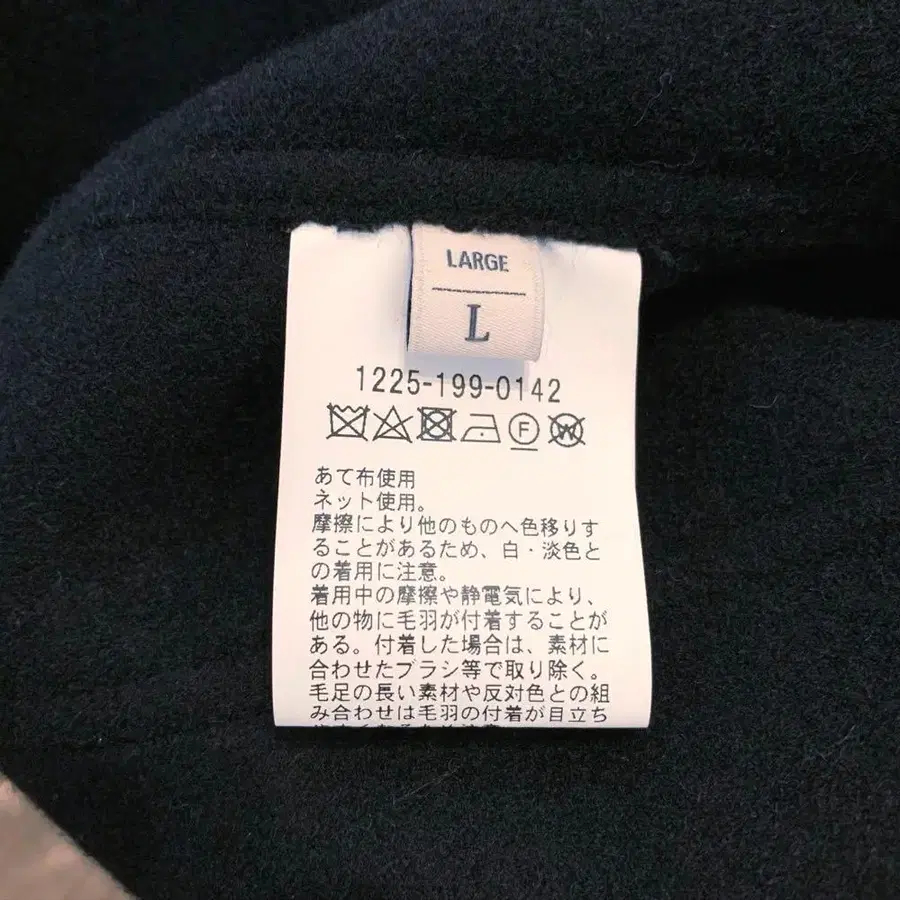 LARGE
L
1225-199-0142
F
W
あて布使用
ネット使用。
摩擦により他のものへ色移りす
ることがあるため、白・淡色と
の着用に注意。
着用中の摩擦や静電気により、
他の物に毛羽が付着することが
ある。付着した場合は、素材に
合わせたブラシ等で取り除く。
毛足の長い素材や反対色との組
み合わせは毛羽の付着が目立ち